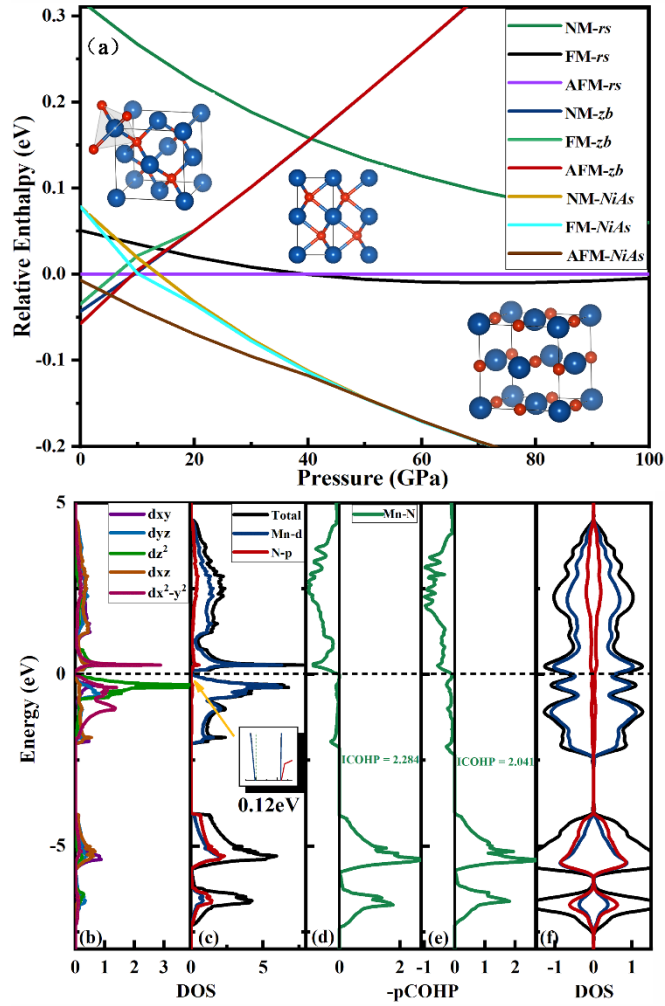 (a)
NM-rs
FM-rs
AFM-rs
NM-zb
FM-zb
AFM-zb
NM-NiAs
FM-NiAs
AFM-NiAs
Relative Enthalpy (eV)
0.3
0.2
0.1
0.0
-0.1
-0.2
0 20 40 60 80 100
Pressure (GPa)
Energy (eV)
5
0
-5
dxy
dyz
dz²
dxz
dx²-y²
Total
Mn-d
N-p
Mn-N
0.12eV
ICOHP = 2.284
ICOHP = 2.041
(b) (c) (d) (e) (f)
0 1 2 3 0 5 0 2 -1 0 1 2 -1 0 1
DOS -pCOHP DOS